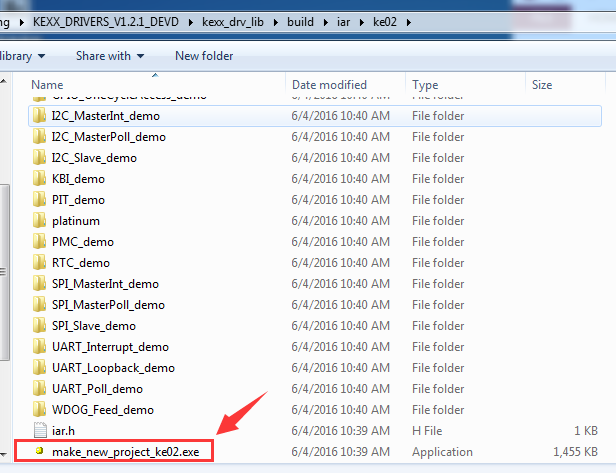 ng KEXX_DRIVERS_V1.2.1_DEVD kexx_drv_lib build iar ke02
library Share with New folder
Name Date modified Type Size
GPIO_OneCycleAccess_demo 6/4/2016 10:40 AM File folder
I2C_MasterInt_demo 6/4/2016 10:40 AM File folder
I2C_MasterPoll_demo 6/4/2016 10:40 AM File folder
I2C_Slave_demo 6/4/2016 10:40 AM File folder
KBI_demo 6/4/2016 10:40 AM File folder
PIT_demo 6/4/2016 10:40 AM File folder
platinum 6/4/2016 10:40 AM File folder
PMC_demo 6/4/2016 10:40 AM File folder
RTC_demo 6/4/2016 10:40 AM File folder
SPI_MasterInt_demo 6/4/2016 10:40 AM File folder
SPI_MasterPoll_demo 6/4/2016 10:40 AM File folder
SPI_Slave_demo 6/4/2016 10:40 AM File folder
UART_Interrupt_demo 6/4/2016 10:40 AM File folder
UART_Loopback_demo 6/4/2016 10:40 AM File folder
UART_Poll_demo 6/4/2016 10:40 AM File folder
WDOG_Feed_demo 6/4/2016 10:40 AM File folder
iar.h 6/4/2016 10:39 AM H File 1 KB
make_new_project_ke02.exe 6/4/2016 10:39 AM Application 1,455 KB